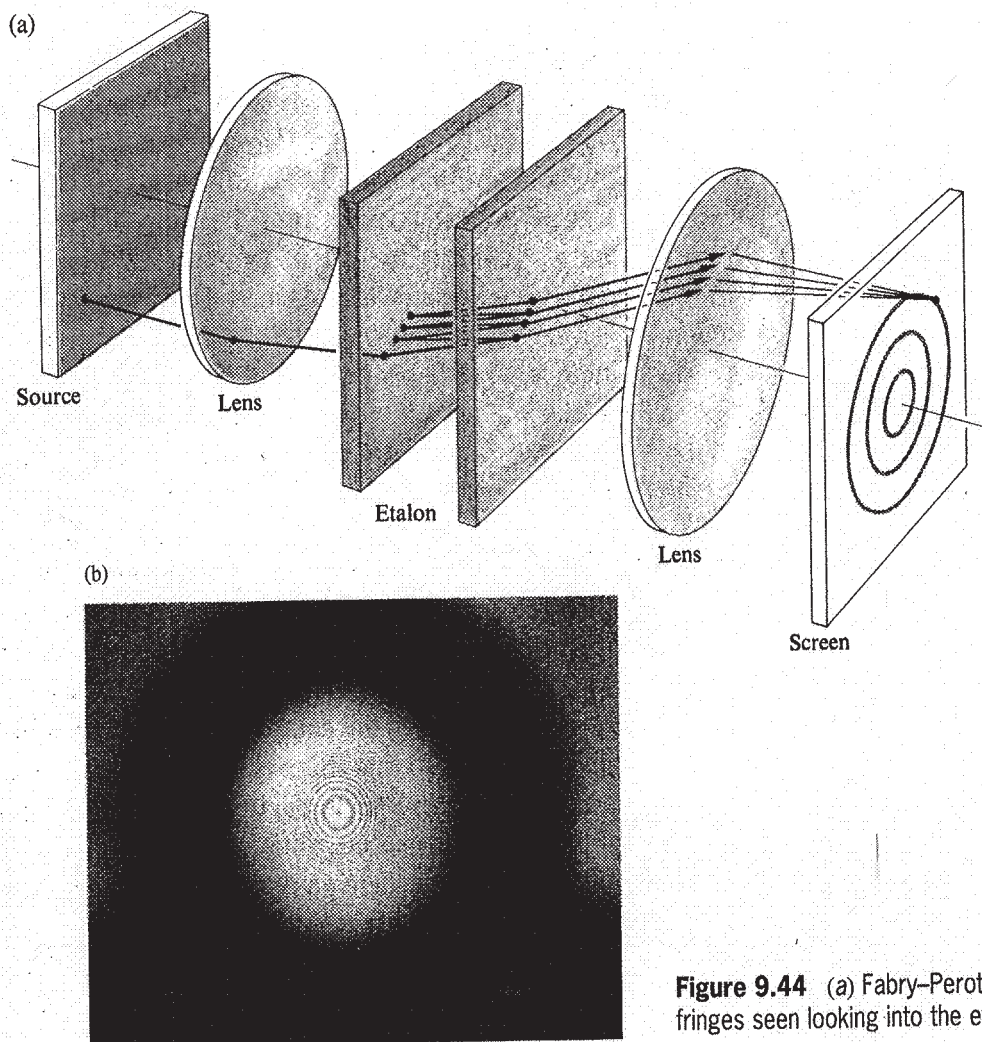 (a)
Source
Lens
Etalon
Lens
Screen
(b)
Figure 9.44 (a) Fabry–Perot
fringes seen looking into the e